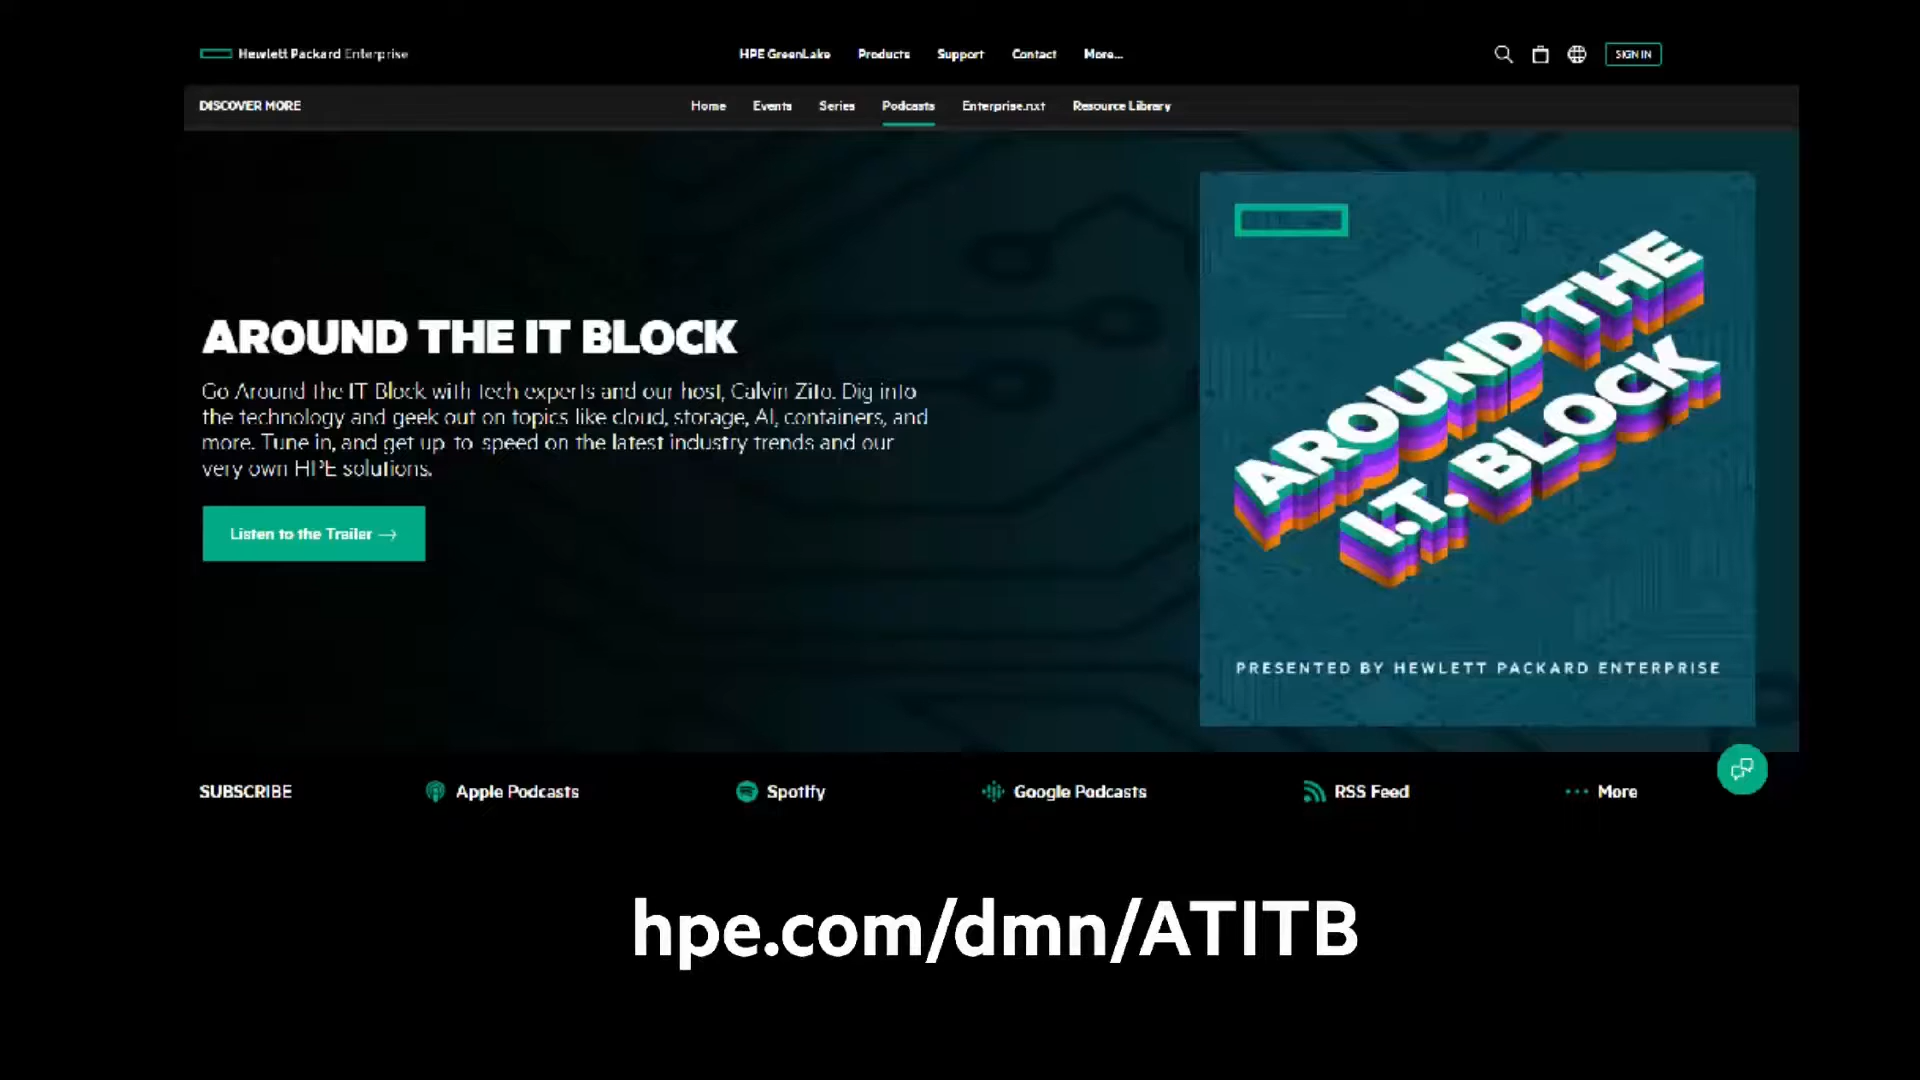 Hewlett Packard Enterprise
HPE GreenLake Products Support Contact More...
SIGN IN
DISCOVER MORE
Home Events Series Podcasts Enterprise.nxt Resource Library
AROUND THE IT BLOCK
Go Around the IT Block with tech experts and our host, Calvin Zito. Dig into
the technology and geek out on topics like cloud, storage, AI, containers, and
more. Tune in, and get up-to-speed on the latest industry trends and our
very own HPE solutions.
Listen to the Trailer →
AROUND THE
I.T. BLOCK
PRESENTED BY HEWLETT PACKARD ENTERPRISE
SUBSCRIBE Apple Podcasts Spotify Google Podcasts RSS Feed ... More
hpe.com/dmn/ATITB